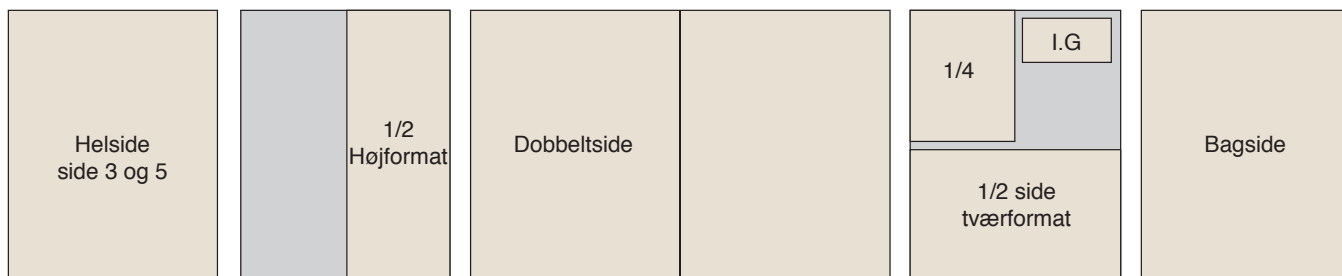 Helside
side 3 og 5
1/2
Højformat
Dobbeltside
1/4
I.G
1/2 side
tværformat
Bagside